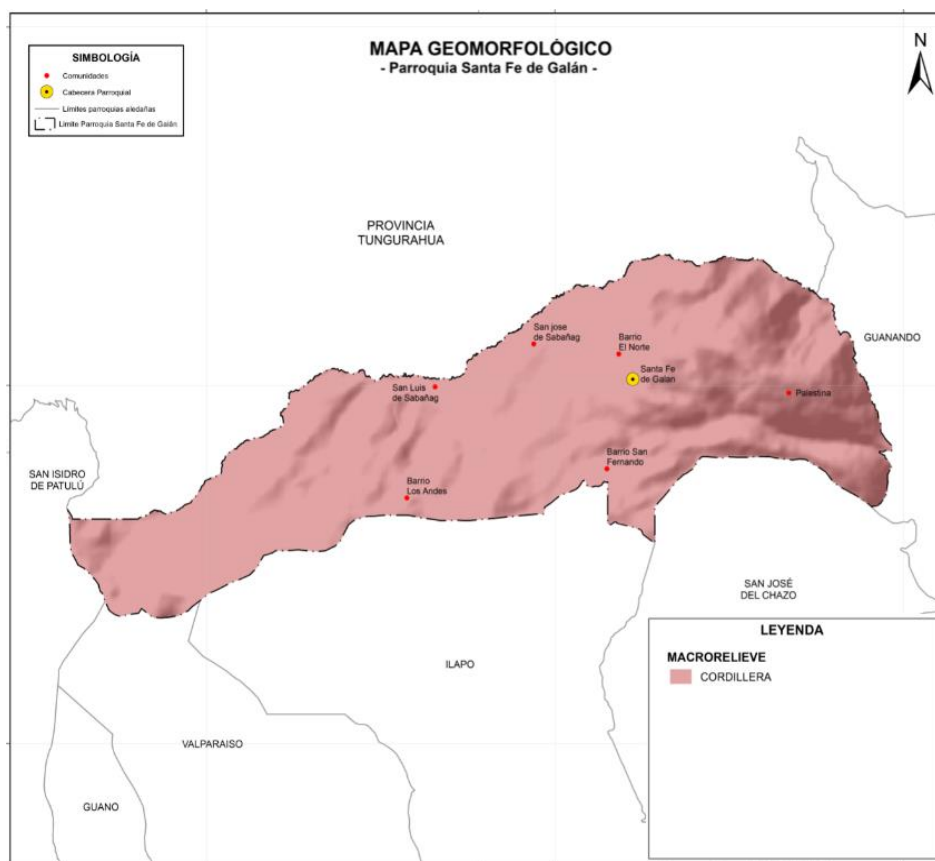 MAPA GEOMORFOLÓGICO
- Parroquia Santa Fe de Galán -
N
SIMBOLOGÍA
Comunidades
Cabecera Parroquial
Límites parroquias aledañas
Límite Parroquia Santa Fe de Galán
PROVINCIA
TUNGURAHUA
GUANANDO
San jose
de Sabañag
Barrio
El Norte
Santa Fe
de Galan
San Luis
de Sabañag
Palestina
Barrio San
Fernando
SAN ISIDRO
DE PATULÚ
Barrio
Los Andes
SAN JOSÉ
DEL CHAZO
ILAPO
VALPARAISO
GUANO
LEYENDA
MACRORELIEVE
CORDILLERA